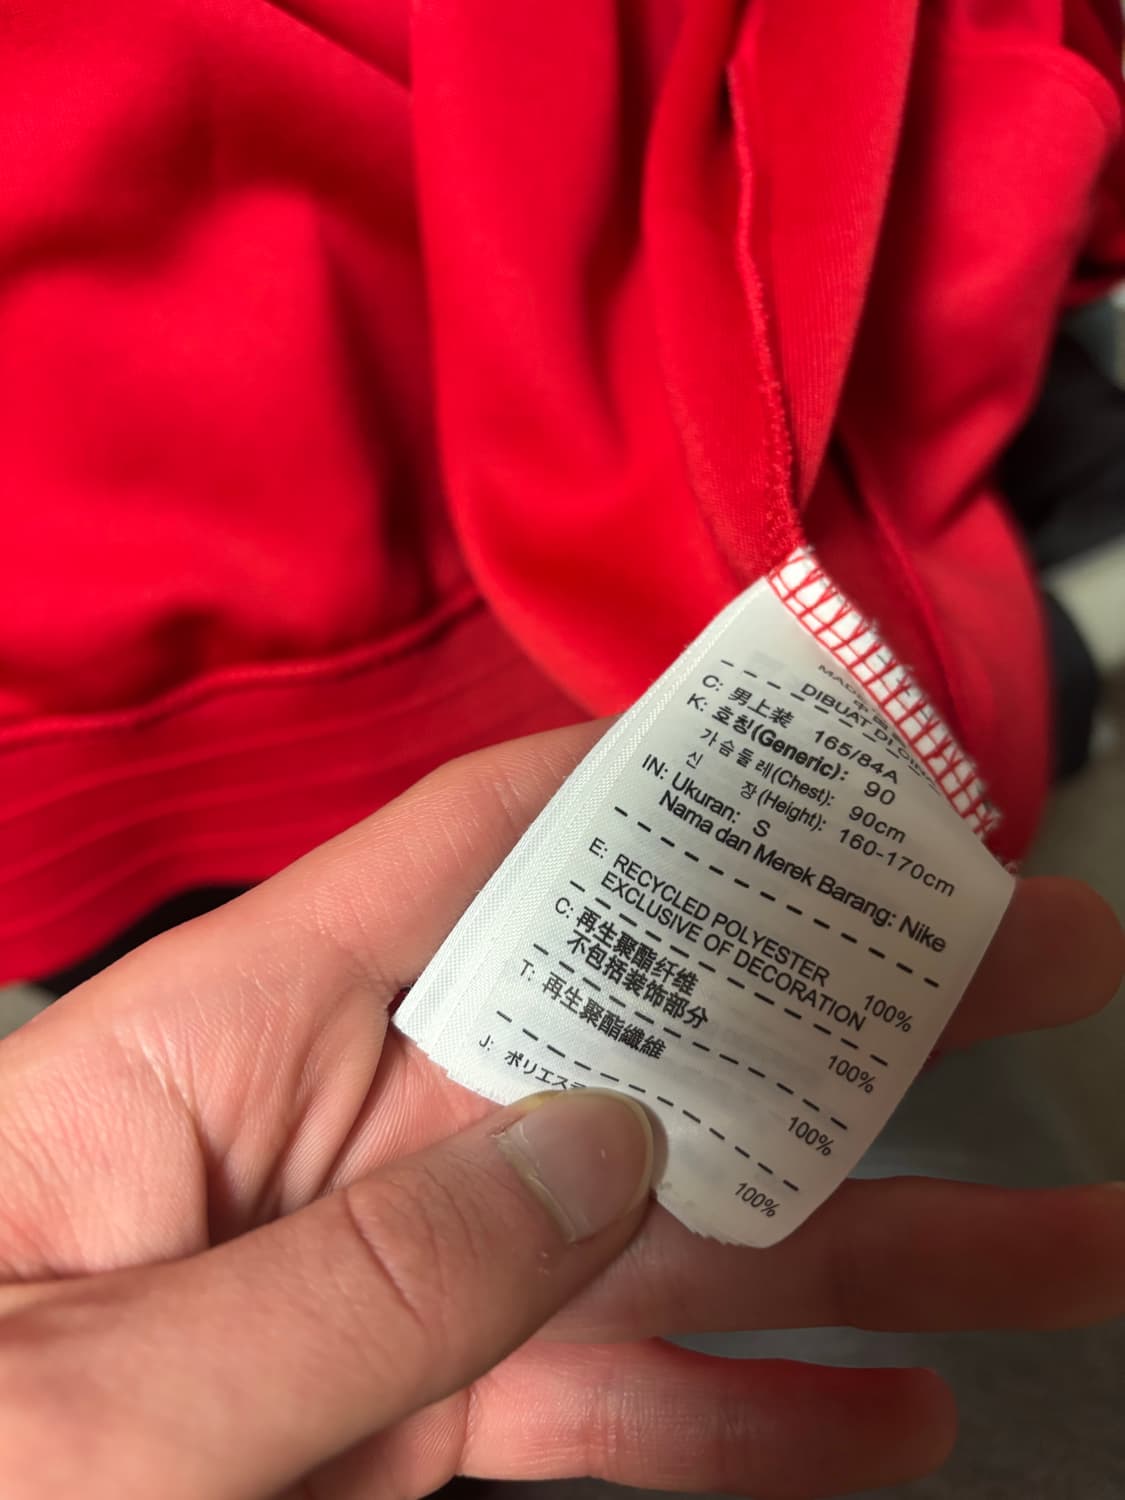 DIBUAT DI
C: 男上装 165/84A
K: 호칭(Generic): 90
가슴둘레(Chest): 90cm
신 장(Height): 160-170cm
IN: Ukuran: S
Nama dan Merek Barang: Nike
E: RECYCLED POLYESTER 100%
EXCLUSIVE OF DECORATION
C: 再生聚酯纤维 100%
不包括装饰部分
T: 再生聚酯纖維 100%
J: ポリエス 100%